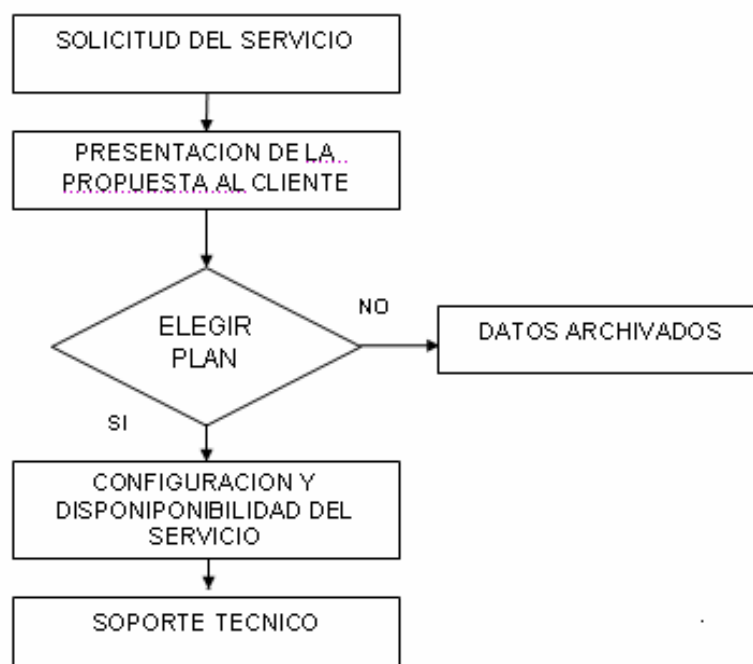 SOLICITUD DEL SERVICIO
PRESENTACION DE LA
PROPUESTA AL CLIENTE
ELEGIR
PLAN
NO
DATOS ARCHIVADOS
SI
CONFIGURACION Y
DISPONIPONIBILIDAD DEL
SERVICIO
SOPORTE TECNICO